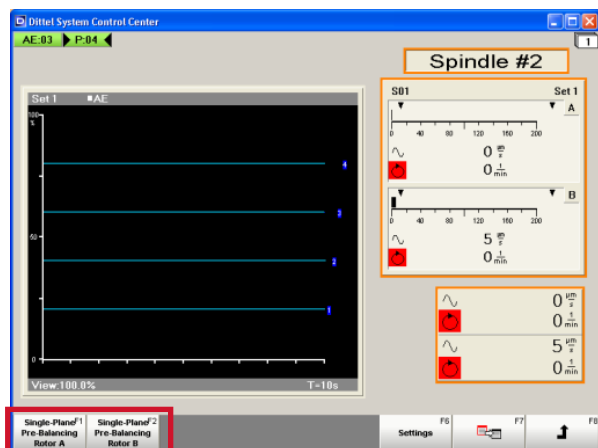 Dittel System Control Center
AE:03 P:04
1
Spindle #2
Set 1 ■AE
100
%
50
0
4
3
2
1
View:100.0% T=10s
S01 Set 1
A
0 40 80 120 160 200
0 µm/s
0 1/min
B
0 40 80 120 160 200
5 µm/s
0 1/min
0 µm/s
0 1/min
5 µm/s
0 1/min
Single-Plane F1
Pre-Balancing
Rotor A
Single-Plane F2
Pre-Balancing
Rotor B
Settings F6
F7
F8